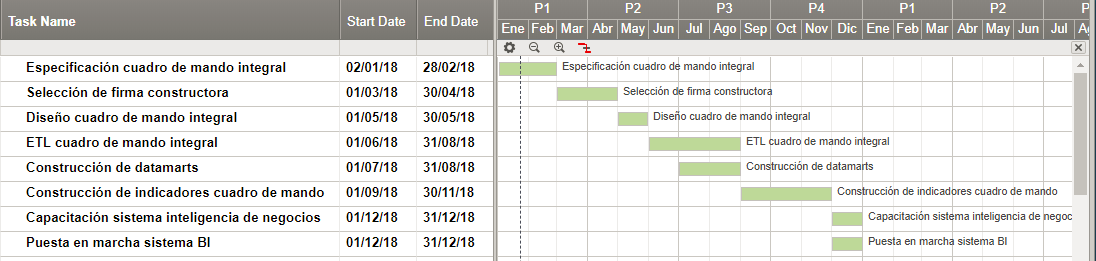 Task Name Start Date End Date P1 P2 P3 P4 P1 P2 P
Ene Feb Mar Abr May Jun Jul Ago Sep Oct Nov Dic Ene Feb Mar Abr May Jun Jul Ag
Especificación cuadro de mando integral 02/01/18 28/02/18 Especificación cuadro de mando integral
Selección de firma constructora 01/03/18 30/04/18 Selección de firma constructora
Diseño cuadro de mando integral 01/05/18 30/05/18 Diseño cuadro de mando integral
ETL cuadro de mando integral 01/06/18 31/08/18 ETL cuadro de mando integral
Construcción de datamarts 01/07/18 31/08/18 Construcción de datamarts
Construcción de indicadores cuadro de mando 01/09/18 30/11/18 Construcción de indicadores cuadro de mando
Capacitación sistema inteligencia de negocios 01/12/18 31/12/18 Capacitación sistema inteligencia de negoc
Puesta en marcha sistema BI 01/12/18 31/12/18 Puesta en marcha sistema BI